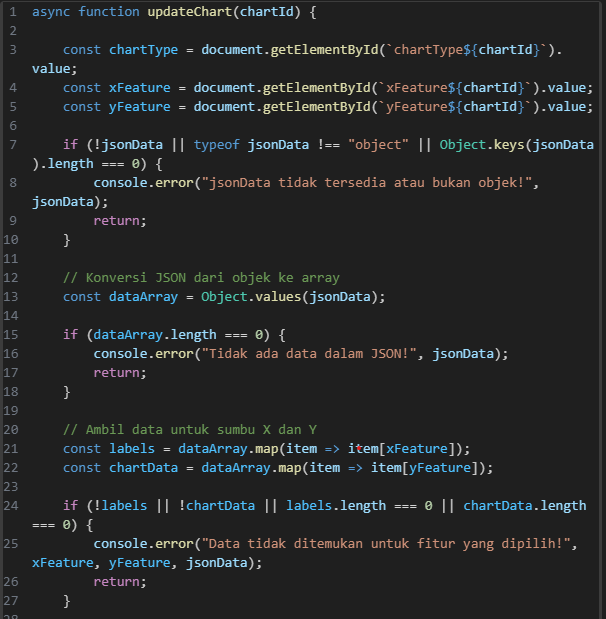 1 async function updateChart(chartId) {
2
3 const chartType = document.getElementById(`chartType${chartId}`).
value;
4 const xFeature = document.getElementById(`xFeature${chartId}`).value;
5 const yFeature = document.getElementById(`yFeature${chartId}`).value;
6
7 if (!jsonData || typeof jsonData !== "object" || Object.keys(jsonData
).length === 0) {
8 console.error("jsonData tidak tersedia atau bukan objek!",
jsonData);
9 return;
10 }
11
12 // Konversi JSON dari objek ke array
13 const dataArray = Object.values(jsonData);
14
15 if (dataArray.length === 0) {
16 console.error("Tidak ada data dalam JSON!", jsonData);
17 return;
18 }
19
20 // Ambil data untuk sumbu X dan Y
21 const labels = dataArray.map(item => item[xFeature]);
22 const chartData = dataArray.map(item => item[yFeature]);
23
24 if (!labels || !chartData || labels.length === 0 || chartData.length
=== 0) {
25 console.error("Data tidak ditemukan untuk fitur yang dipilih!",
xFeature, yFeature, jsonData);
26 return;
27 }